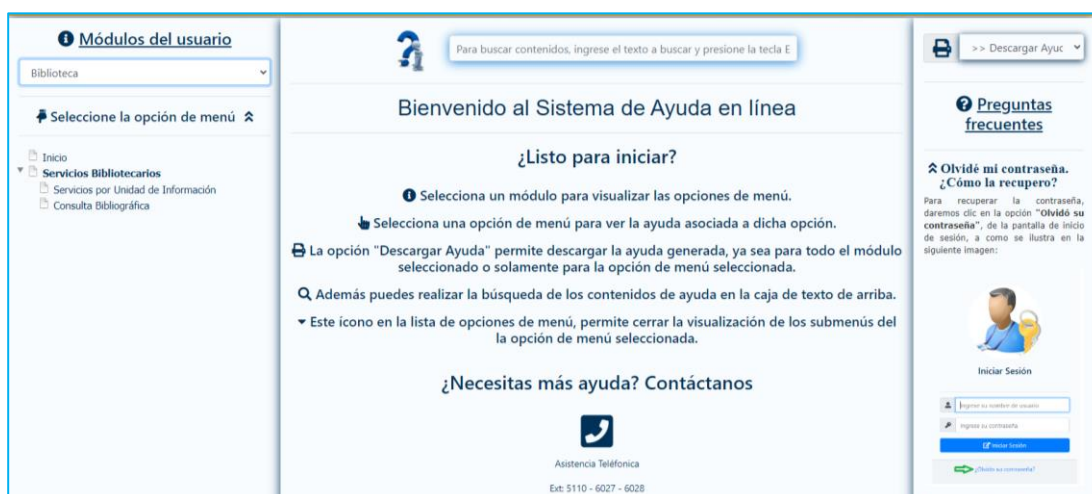 Módulos del usuario
Biblioteca
Seleccione la opción de menú
Inicio
Servicios Bibliotecarios
Servicios por Unidad de Información
Consulta Bibliográfica
Para buscar contenidos, ingrese el texto a buscar y presione la tecla E
Bienvenido al Sistema de Ayuda en línea
¿Listo para iniciar?
Selecciona un módulo para visualizar las opciones de menú.
Selecciona una opción de menú para ver la ayuda asociada a dicha opción.
La opción "Descargar Ayuda" permite descargar la ayuda generada, ya sea para todo el módulo
seleccionado o solamente para la opción de menú seleccionada.
Además puedes realizar la búsqueda de los contenidos de ayuda en la caja de texto de arriba.
Este ícono en la lista de opciones de menú, permite cerrar la visualización de los submenús del
la opción de menú seleccionada.
¿Necesitas más ayuda? Contáctanos
Asistencia Teléfonica
Ext: 5110 - 6027 - 6028
>> Descargar Ayuc
Preguntas
frecuentes
Olvidé mi contraseña.
¿Cómo la recupero?
Para recuperar la contraseña,
daremos clic en la opción "Olvidó su
contraseña", de la pantalla de inicio
de sesión, a como se ilustra en la
siguiente imagen:
Iniciar Sesión
Ingrese su nombre de usuario
Ingrese su contraseña
Iniciar Sesión
¿Olvidó su contraseña?